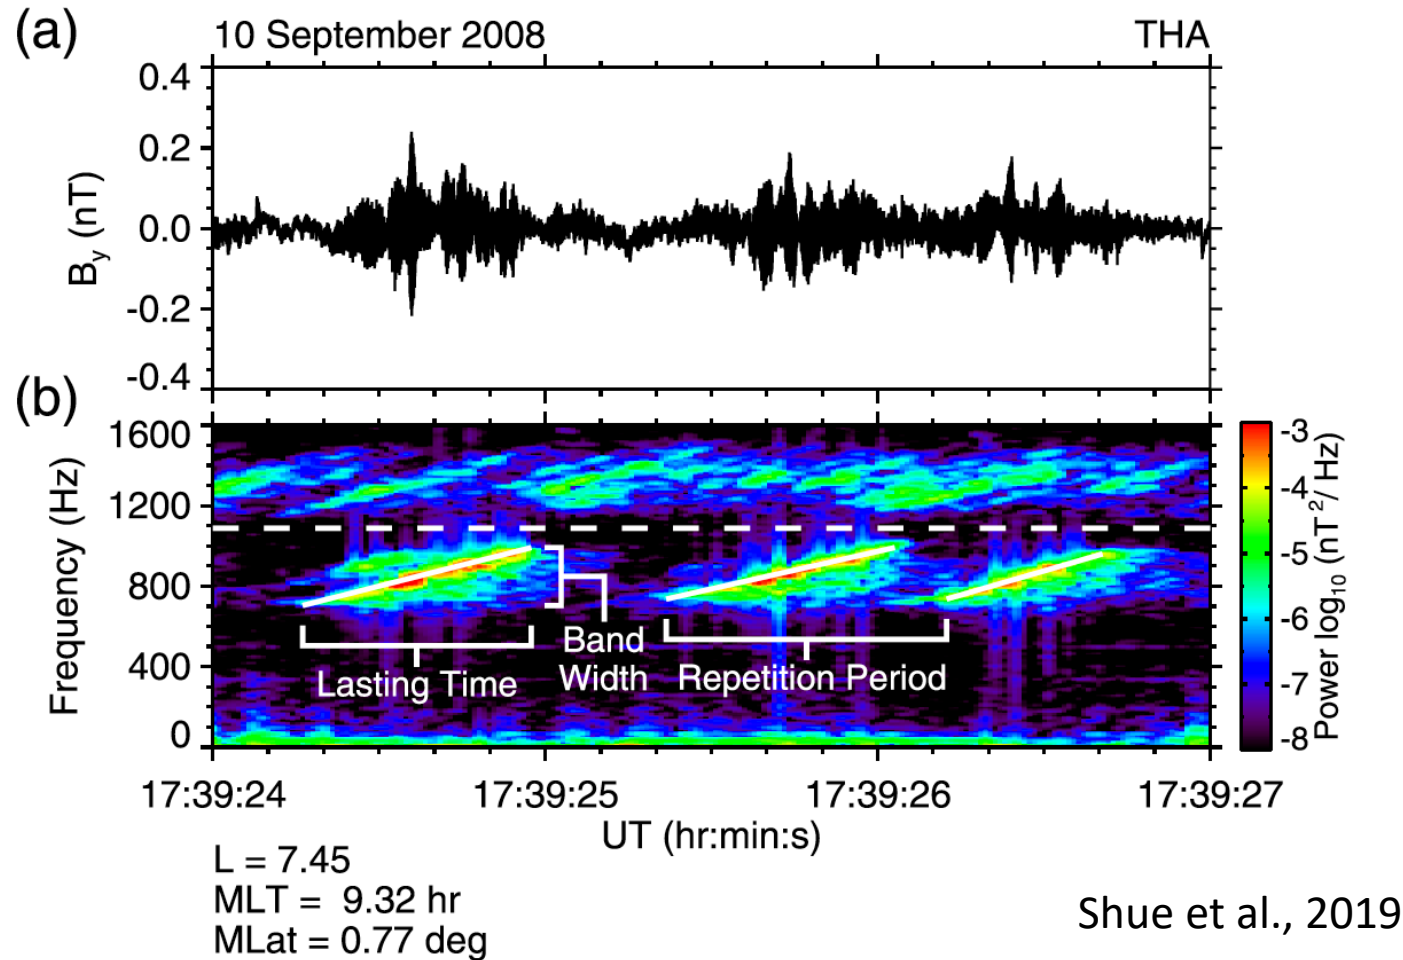 (a)
10 September 2008
THA
0.4
0.2
0.0
-0.2
-0.4
By (nT)
(b)
1600
1200
800
400
0
Frequency (Hz)
Lasting Time
Band
Width
Repetition Period
-3
-4
-5
-6
-7
-8
Power log10 (nT2/ Hz)
17:39:24
17:39:25
17:39:26
17:39:27
UT (hr:min:s)
L = 7.45
MLT = 9.32 hr
MLat = 0.77 deg
Shue et al., 2019